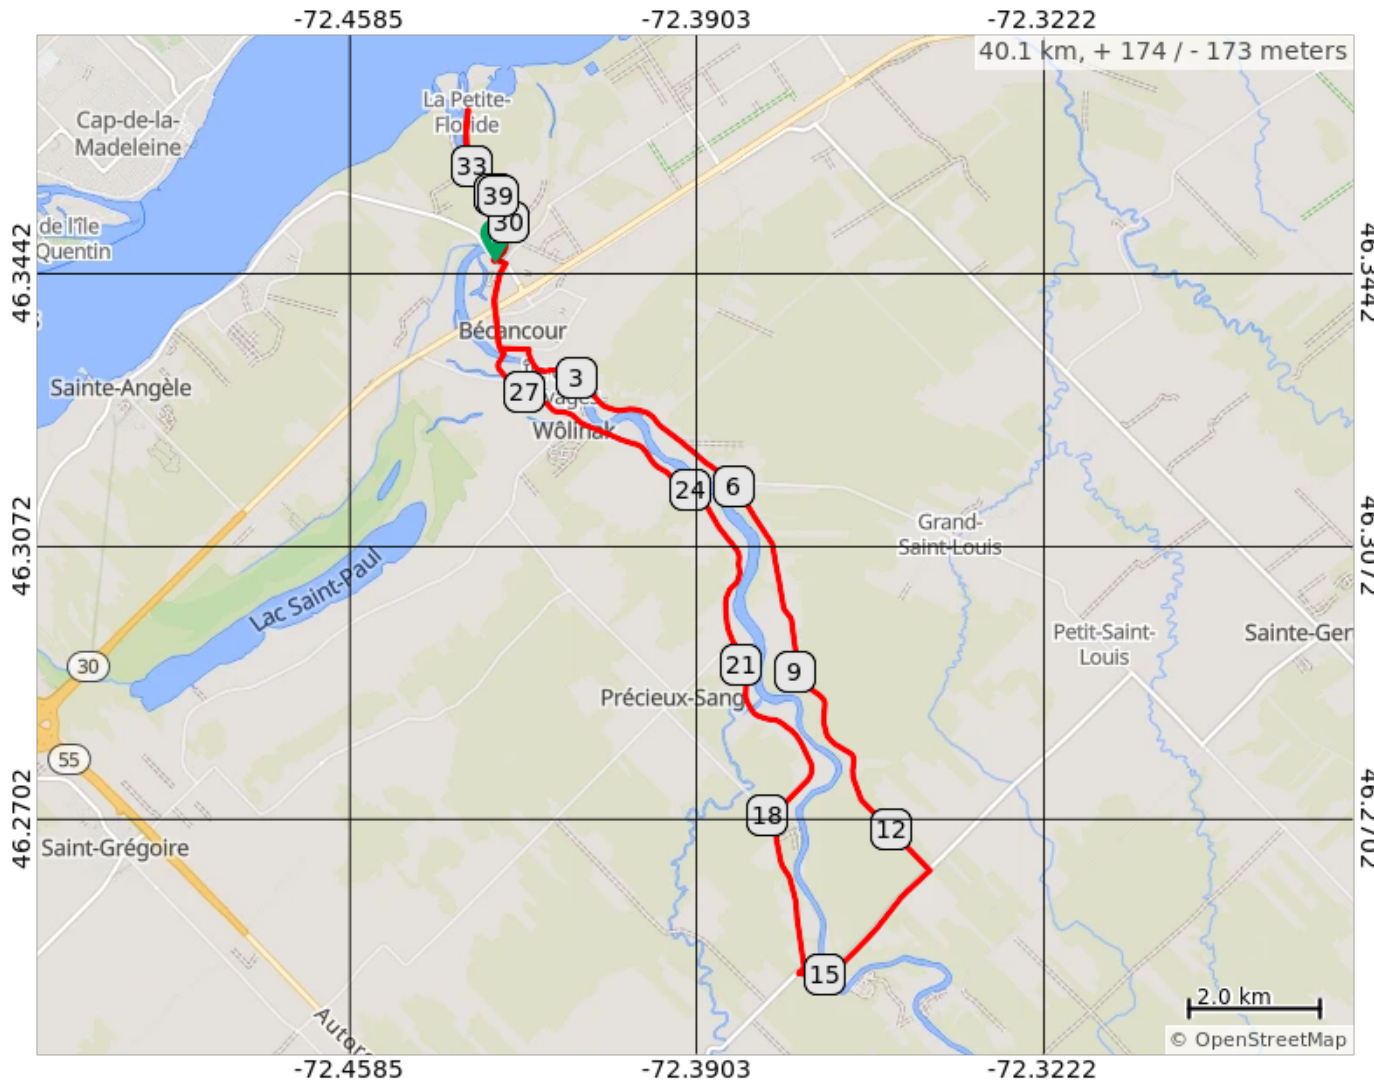 -72.4585
-72.3903
-72.3222
40.1 km, + 174 / - 173 meters
La Petite-
Floride
Cap-de-la-
Madeleine
33
39
30
de l'île
Quentin
46.3442
46.3442
Bécancour
Sainte-Angèle
3
27
Wôlinak
24
6
Grand-
Saint-Louis
46.3072
46.3072
Lac Saint-Paul
Petit-Saint-
Louis
Sainte-Ger
30
21
9
Précieux-Sang
55
46.2702
46.2702
18
12
Saint-Grégoire
15
2.0 km
Autoro
© OpenStreetMap
-72.4585
-72.3903
-72.3222